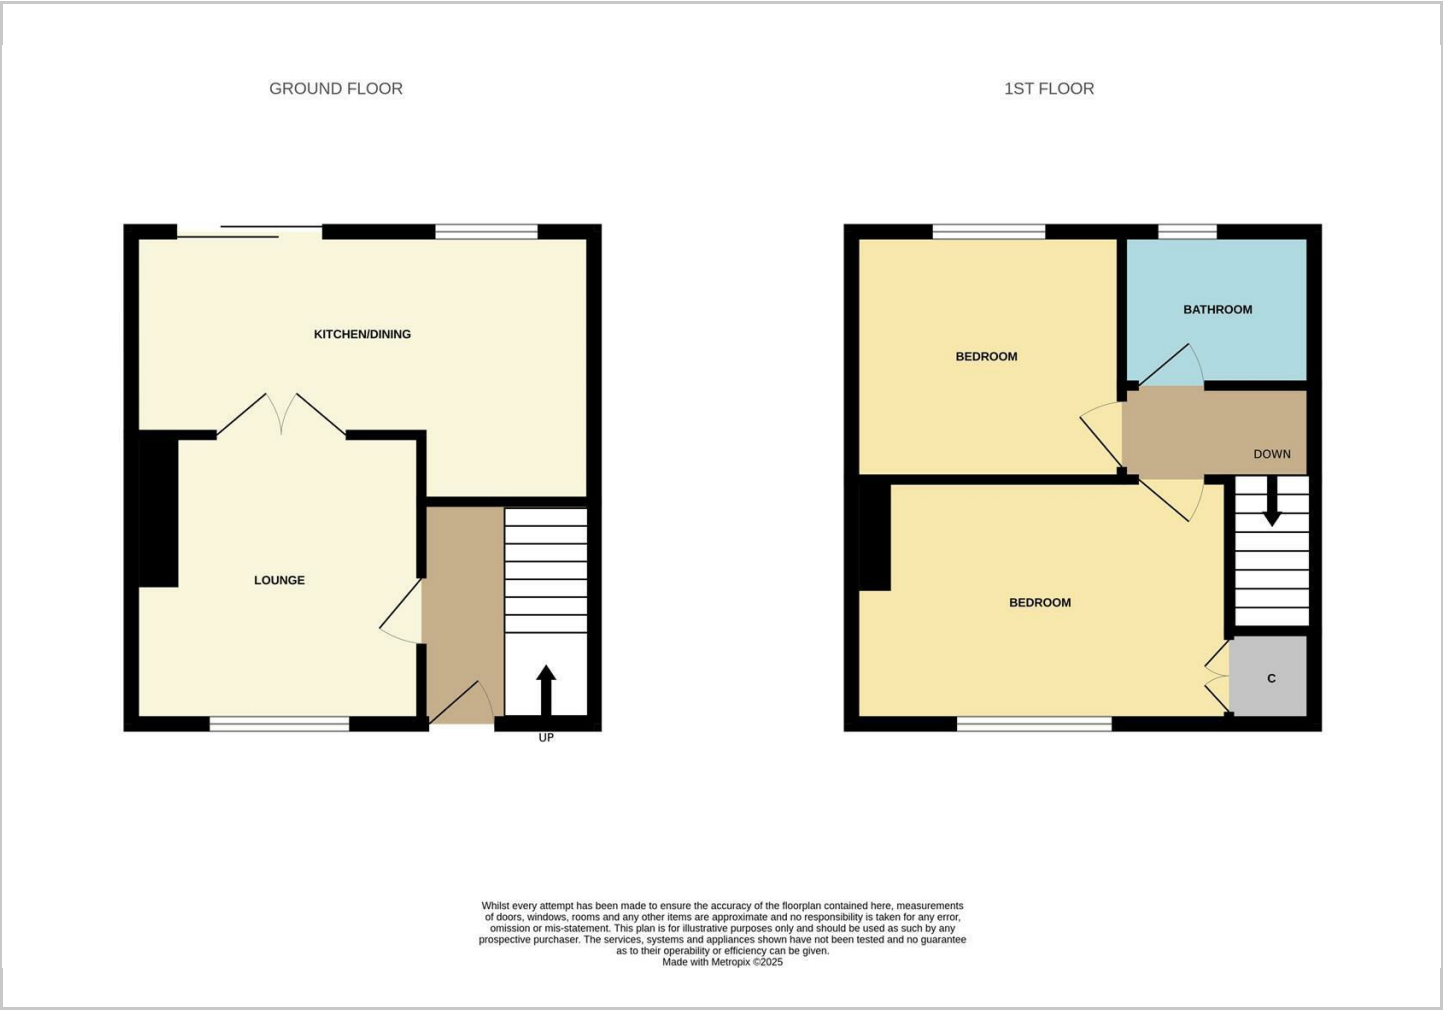 GROUND FLOOR
1ST FLOOR
KITCHEN/DINING
LOUNGE
UP
BEDROOM
BATHROOM
DOWN
BEDROOM
C
Whilst every attempt has been made to ensure the accuracy of the floorplan contained here, measurements
of doors, windows, rooms and any other items are approximate and no responsibility is taken for any error,
omission or mis-statement. This plan is for illustrative purposes only and should be used as such by any
prospective purchaser. The services, systems and appliances shown have not been tested and no guarantee
as to their operability or efficiency can be given.
Made with Metropix ©2025